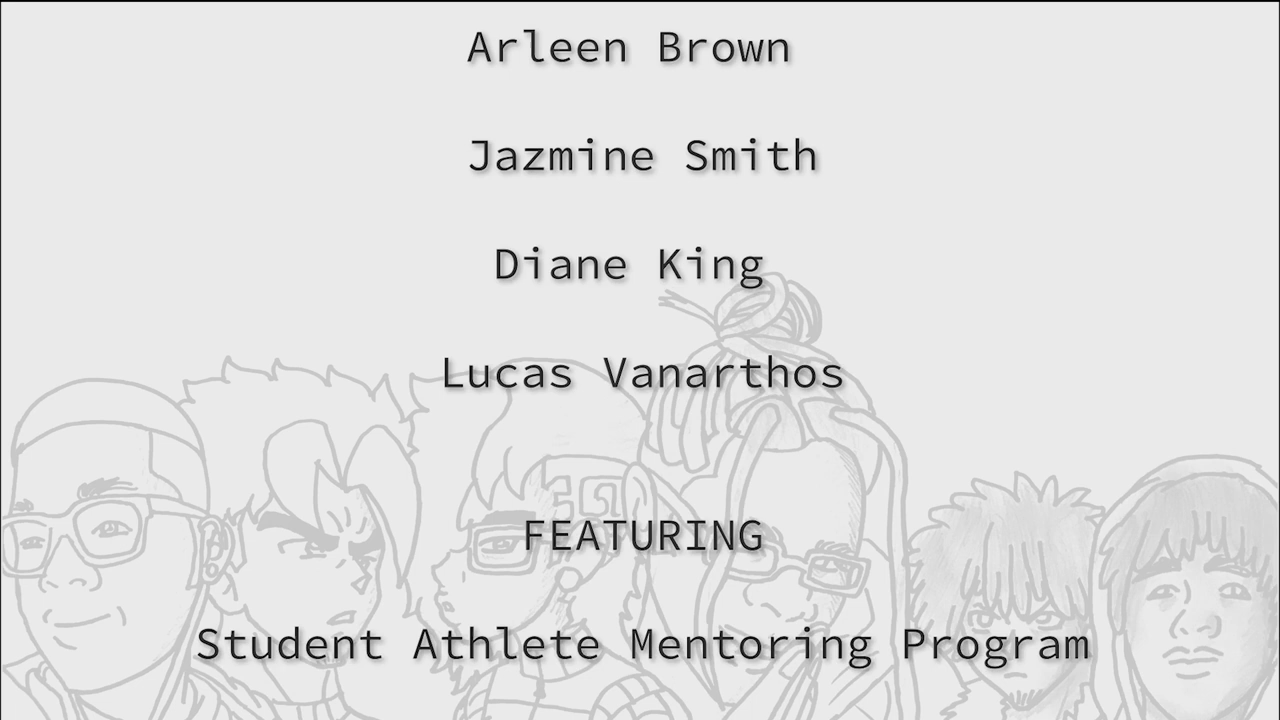 Arleen Brown
Jazmine Smith
Diane King
Lucas Vanarthos
FEATURING
Student Athlete Mentoring Program